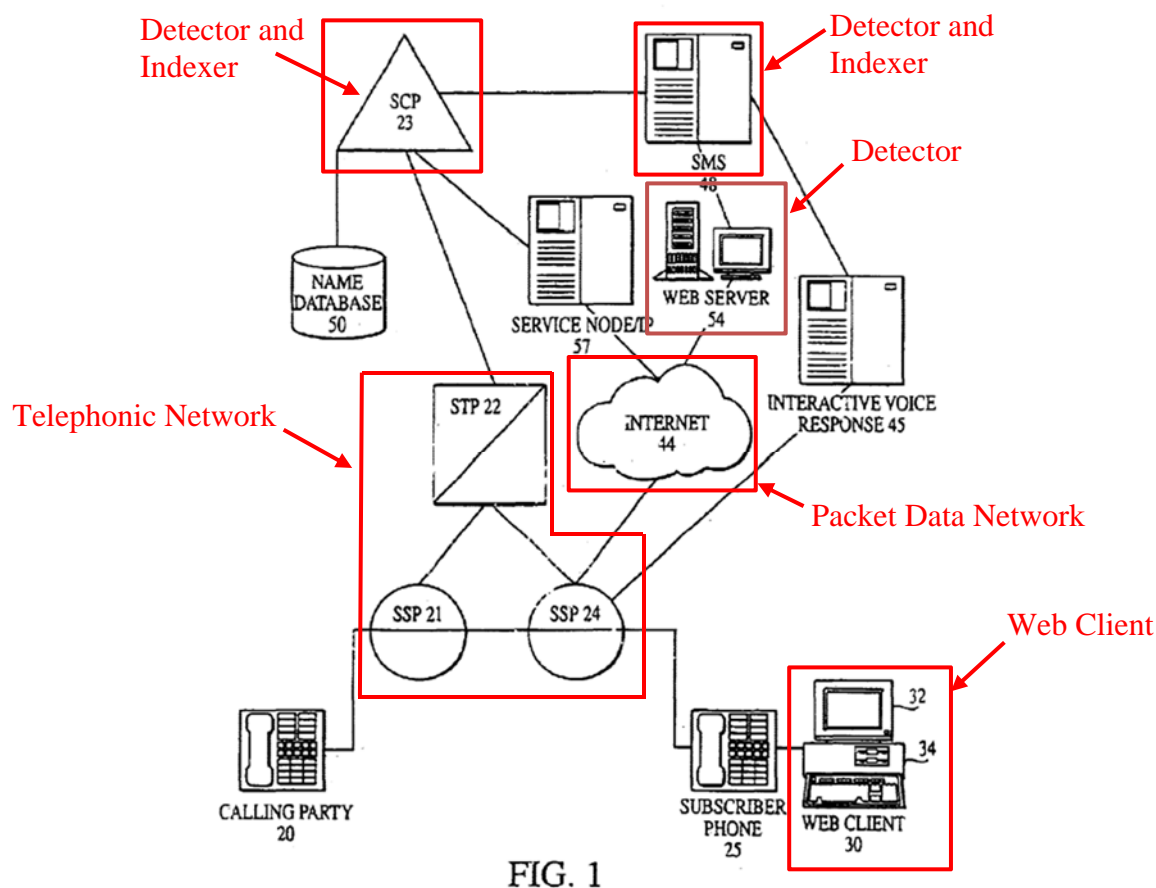 Detector and
Indexer
Detector and
Indexer
SCP
23
SMS
48
Detector
NAME
DATABASE
50
SERVICE NODE/IP
57
WEB SERVER
54
INTERACTIVE VOICE
RESPONSE 45
Telephonic Network
STP 22
INTERNET
44
Packet Data Network
SSP 21
SSP 24
Web Client
32
34
CALLING PARTY
20
SUBSCRIBER
PHONE
25
WEB CLIENT
30
FIG. 1